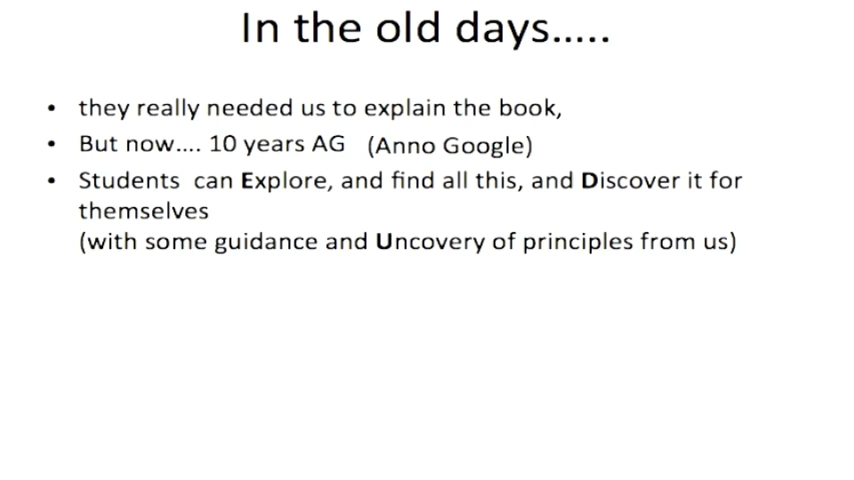 In the old days.....
• they really needed us to explain the book,
• But now.... 10 years AG (Anno Google)
• Students can Explore, and find all this, and Discover it for
themselves
(with some guidance and Uncovery of principles from us)